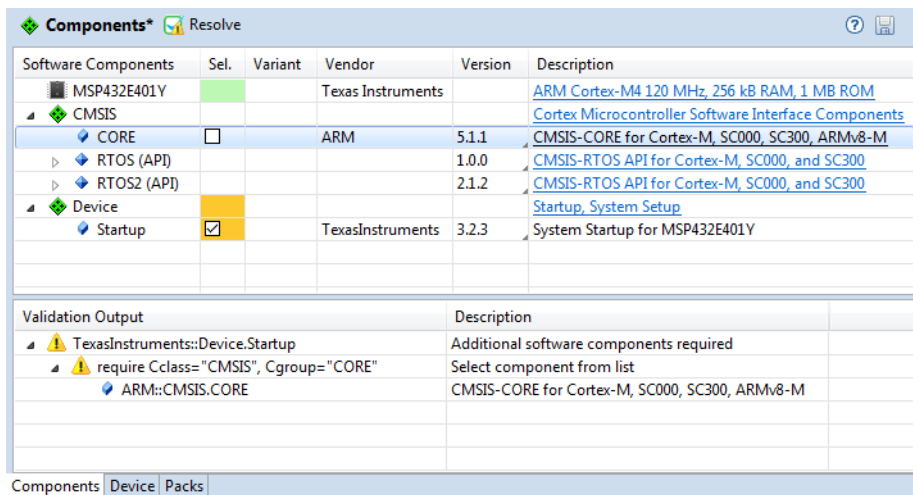 Components* Resolve
Software Components Sel. Variant Vendor Version Description
MSP432E401Y Texas Instruments ARM Cortex-M4 120 MHz, 256 kB RAM, 1 MB ROM
CMSIS Cortex Microcontroller Software Interface Components
CORE ARM 5.1.1 CMSIS-CORE for Cortex-M, SC000, SC300, ARMv8-M
RTOS (API) 1.0.0 CMSIS-RTOS API for Cortex-M, SC000, and SC300
RTOS2 (API) 2.1.2 CMSIS-RTOS API for Cortex-M, SC000, and SC300
Device Startup, System Setup
Startup TexasInstruments 3.2.3 System Startup for MSP432E401Y
Validation Output Description
TexasInstruments::Device.Startup Additional software components required
require Cclass="CMSIS", Cgroup="CORE" Select component from list
ARM::CMSIS.CORE CMSIS-CORE for Cortex-M, SC000, SC300, ARMv8-M
Components Device Packs